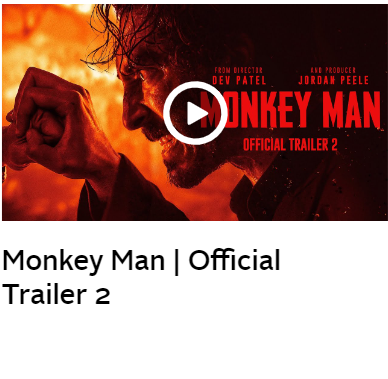 FROM DIRECTOR AND PRODUCER
DEV PATEL JORDAN PEELE
MONKEY MAN
OFFICIAL TRAILER 2
Monkey Man | Official
Trailer 2